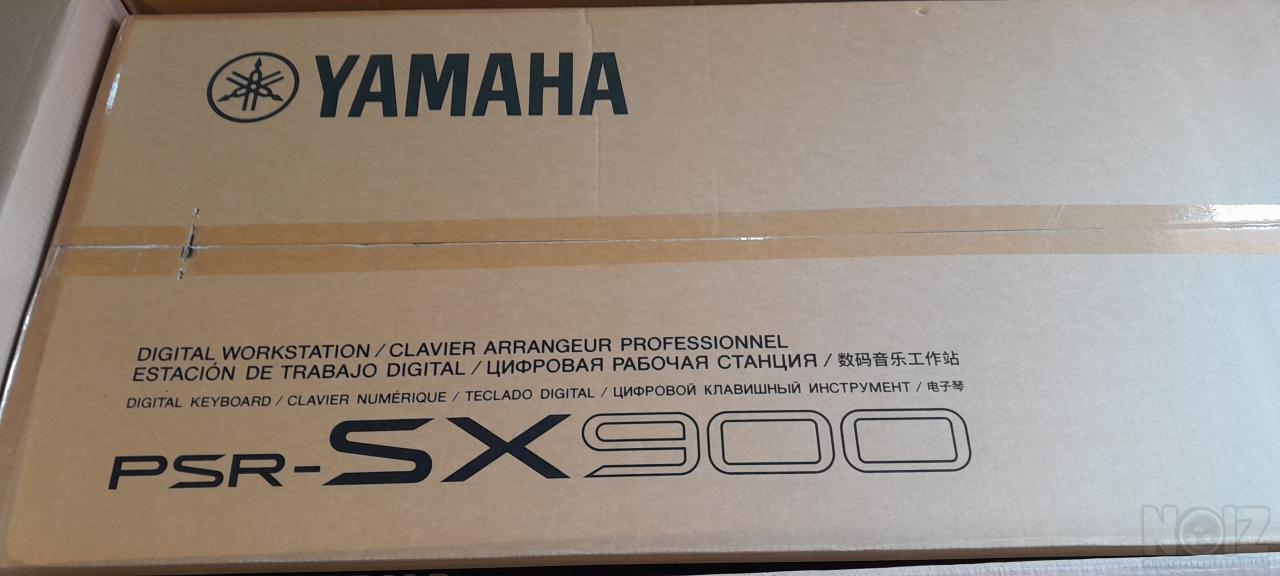 YAMAHA
DIGITAL WORKSTATION / CLAVIER ARRANGEUR PROFESSIONNEL
ESTACIÓN DE TRABAJO DIGITAL / ЦИФРОВАЯ РАБОЧАЯ СТАНЦИЯ / 数码音乐工作站
DIGITAL KEYBOARD / CLAVIER NUMÉRIQUE / TECLADO DIGITAL / ЦИФРОВОЙ КЛАВИШНЫЙ ИНСТРУМЕНТ / 电子琴
PSR-SX900
NOIZ